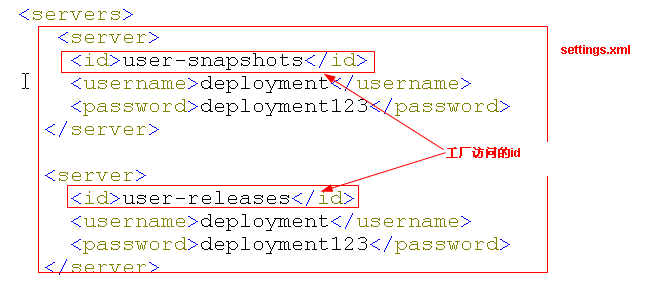 <servers>
<server>
<id>user-snapshots</id>
settings.xml
<username>deployment</username>
<password>deployment123</password>
</server>
工厂访问的id
<server>
<id>user-releases</id>
<username>deployment</username>
<password>deployment123</password>
</server>